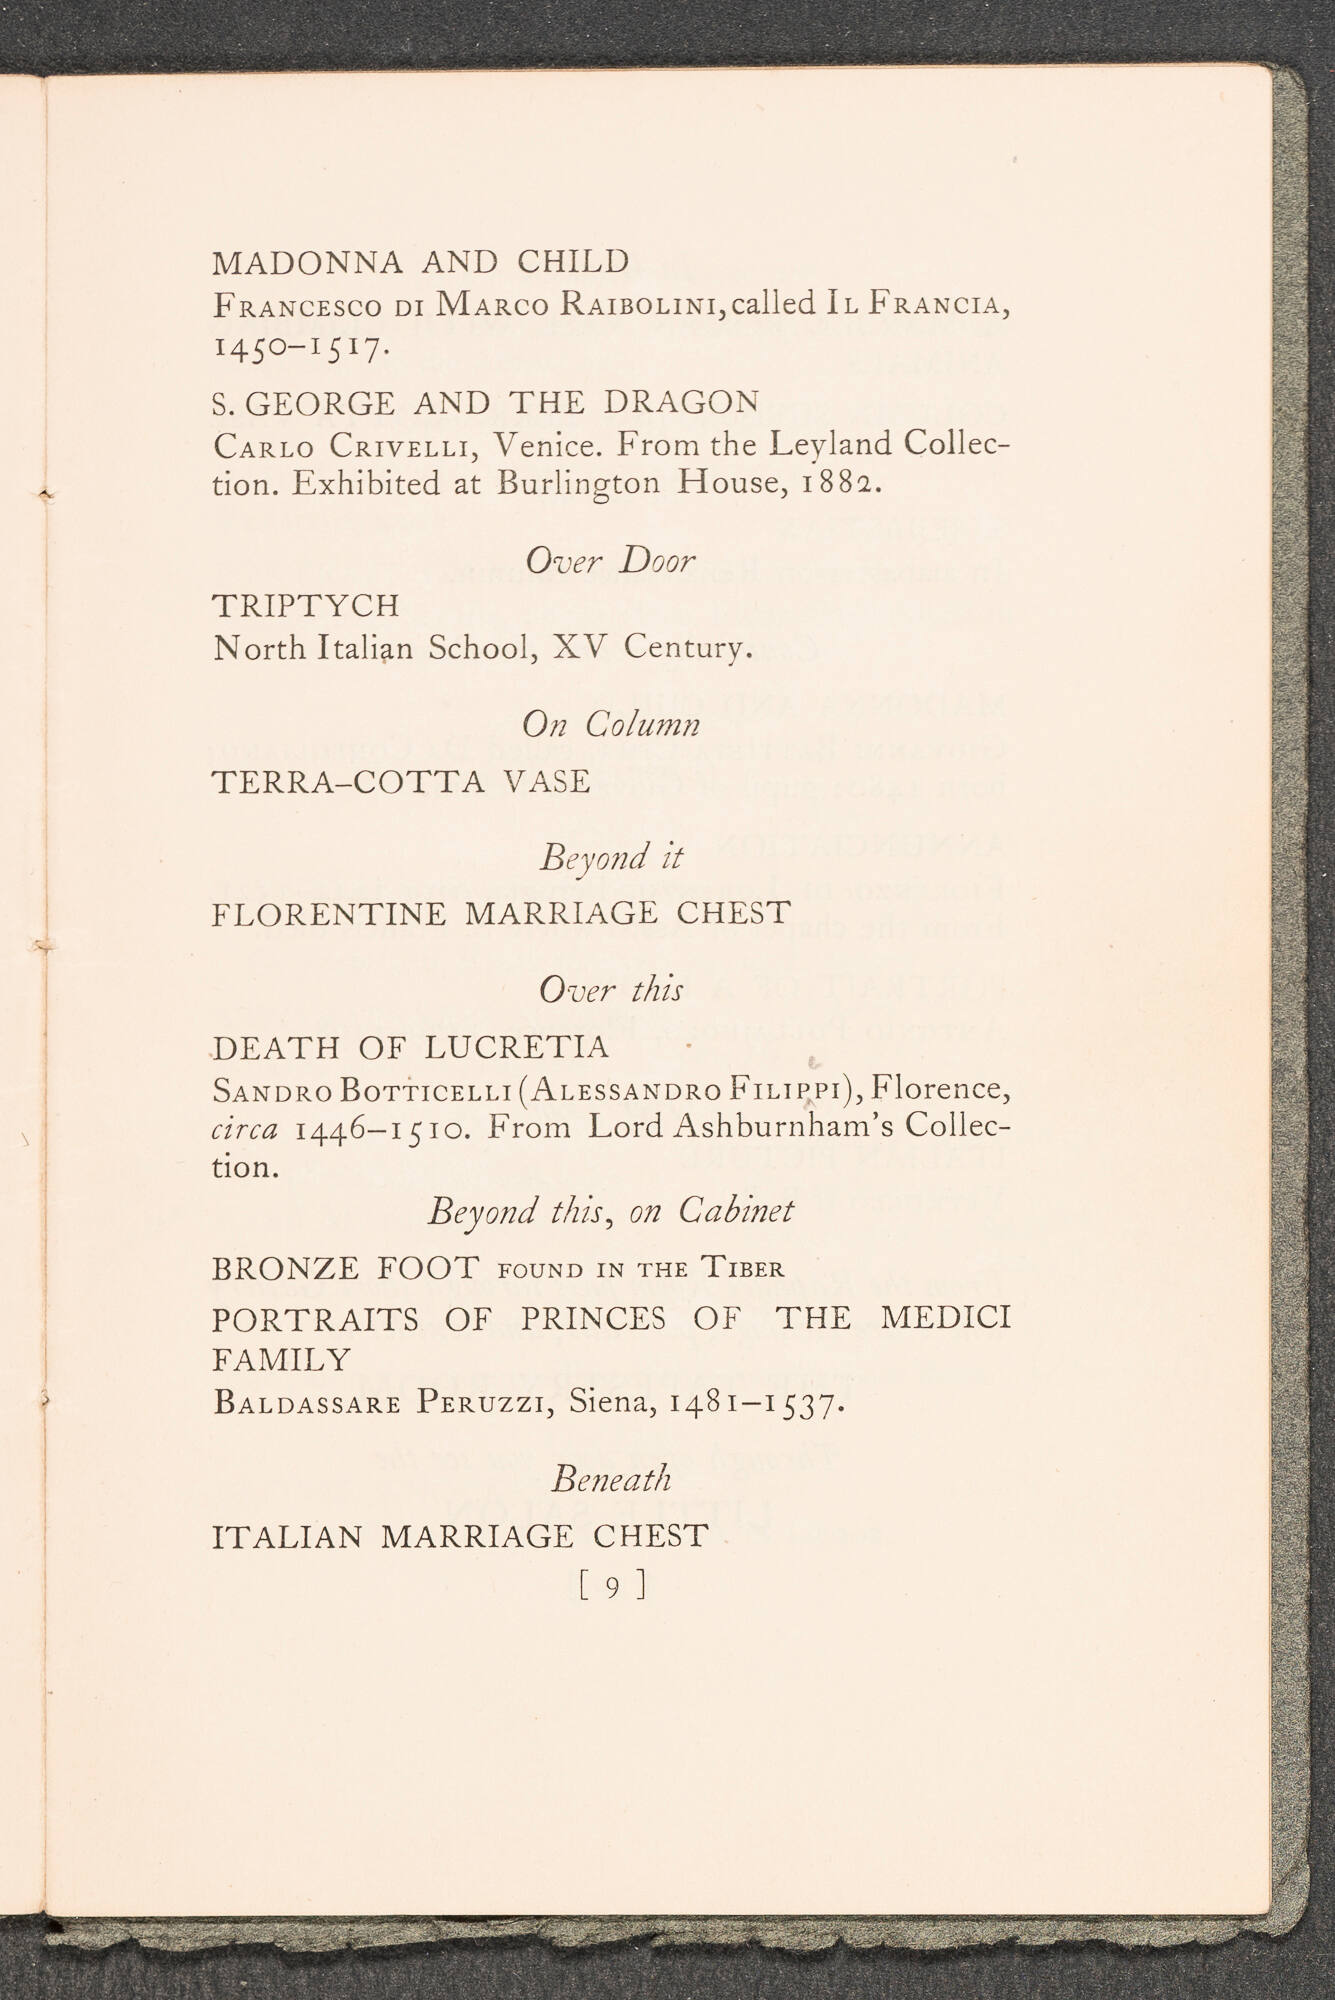 MADONNA AND CHILD
FRANCESCO DI MARCO RAIBOLINI, called IL FRANCIA,
1450–1517.
S. GEORGE AND THE DRAGON
CARLO CRIVELLI, Venice. From the Leyland Collec-
tion. Exhibited at Burlington House, 1882.
Over Door
TRIPTYCH
North Italian School, XV Century.
On Column
TERRA-COTTA VASE
Beyond it
FLORENTINE MARRIAGE CHEST
Over this
DEATH OF LUCRETIA
SANDRO BOTTICELLI (ALESSANDRO FILIPPI), Florence,
circa 1446–1510. From Lord Ashburnham's Collec-
tion.
Beyond this, on Cabinet
BRONZE FOOT FOUND IN THE TIBER
PORTRAITS OF PRINCES OF THE MEDICI
FAMILY
BALDASSARE PERUZZI, Siena, 1481–1537.
Beneath
ITALIAN MARRIAGE CHEST
[ 9 ]